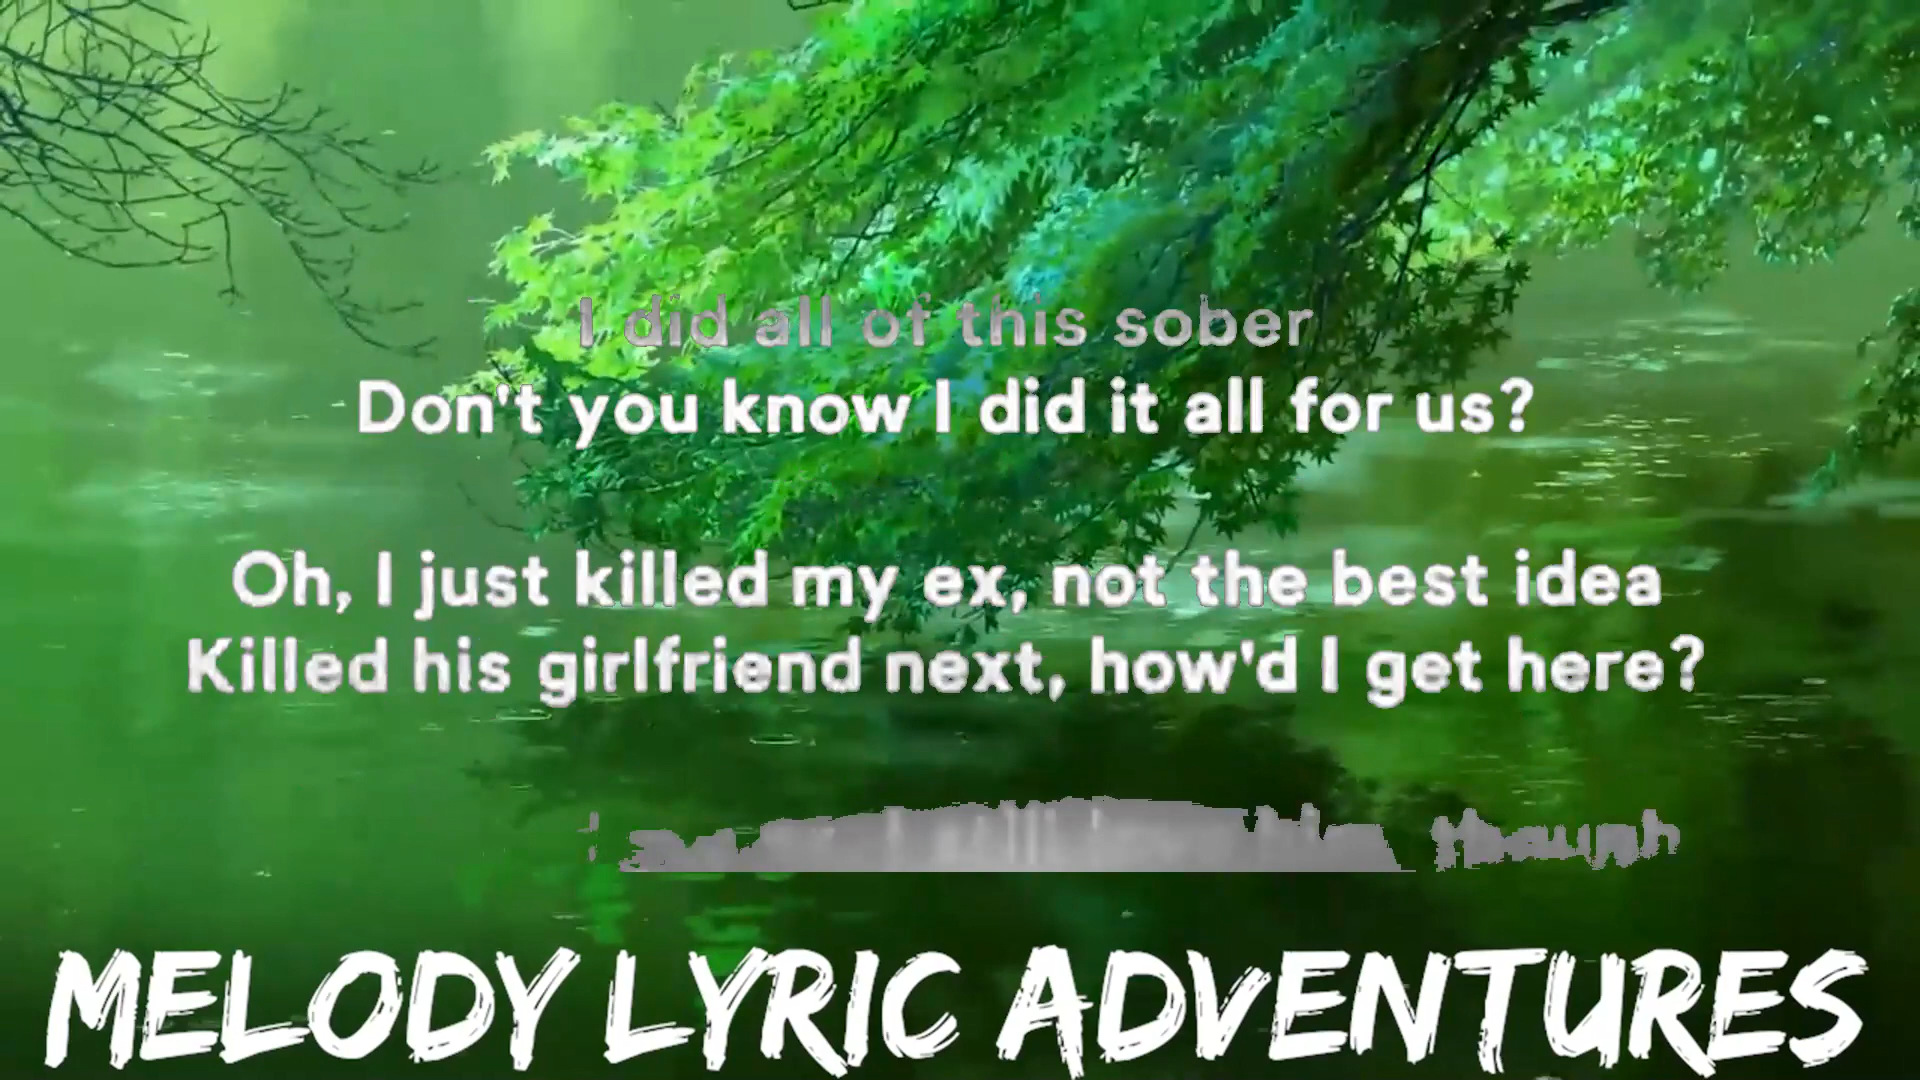 I did all of this sober
Don't you know I did it all for us?
Oh, I just killed my ex, not the best idea
Killed his girlfriend next, how'd I get here?
though
MELODY LYRIC ADVENTURES